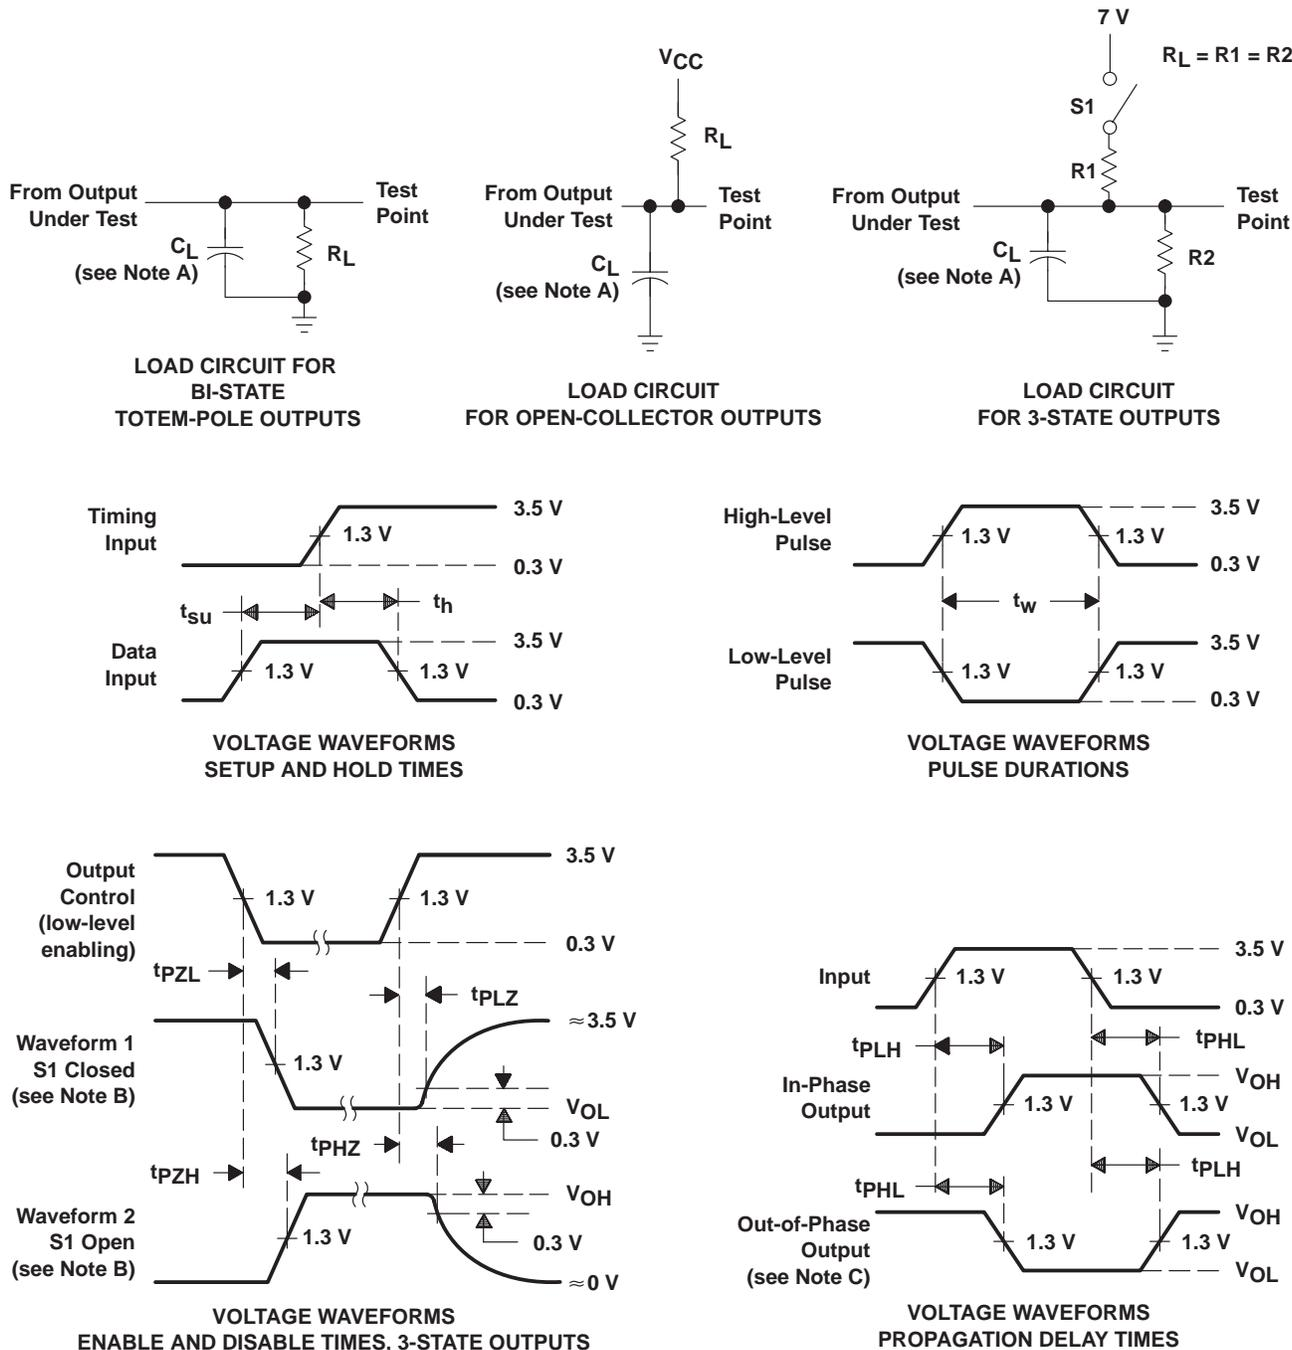 From Output
Under Test
Test
Point
CL
(see Note A)
RL
LOAD CIRCUIT FOR
BI-STATE
TOTEM-POLE OUTPUTS
VCC
RL
From Output
Under Test
Test
Point
CL
(see Note A)
LOAD CIRCUIT
FOR OPEN-COLLECTOR OUTPUTS
7 V
RL = R1 = R2
S1
R1
From Output
Under Test
Test
Point
CL
(see Note A)
R2
LOAD CIRCUIT
FOR 3-STATE OUTPUTS
Timing
Input
1.3 V
3.5 V
0.3 V
tsu
th
Data
Input
1.3 V
1.3 V
3.5 V
0.3 V
VOLTAGE WAVEFORMS
SETUP AND HOLD TIMES
High-Level
Pulse
1.3 V
1.3 V
3.5 V
0.3 V
tw
Low-Level
Pulse
1.3 V
1.3 V
3.5 V
0.3 V
VOLTAGE WAVEFORMS
PULSE DURATIONS
Output
Control
(low-level
enabling)
1.3 V
1.3 V
3.5 V
0.3 V
tPZL
tPLZ
Waveform 1
S1 Closed
(see Note B)
1.3 V
≈3.5 V
VOL
0.3 V
tPHZ
tPZH
Waveform 2
S1 Open
(see Note B)
1.3 V
VOH
0.3 V
≈0 V
VOLTAGE WAVEFORMS
ENABLE AND DISABLE TIMES, 3-STATE OUTPUTS
Input
1.3 V
1.3 V
3.5 V
0.3 V
tPLH
tPHL
In-Phase
Output
1.3 V
1.3 V
VOH
VOL
tPHL
tPLH
Out-of-Phase
Output
(see Note C)
1.3 V
1.3 V
VOH
VOL
VOLTAGE WAVEFORMS
PROPAGATION DELAY TIMES